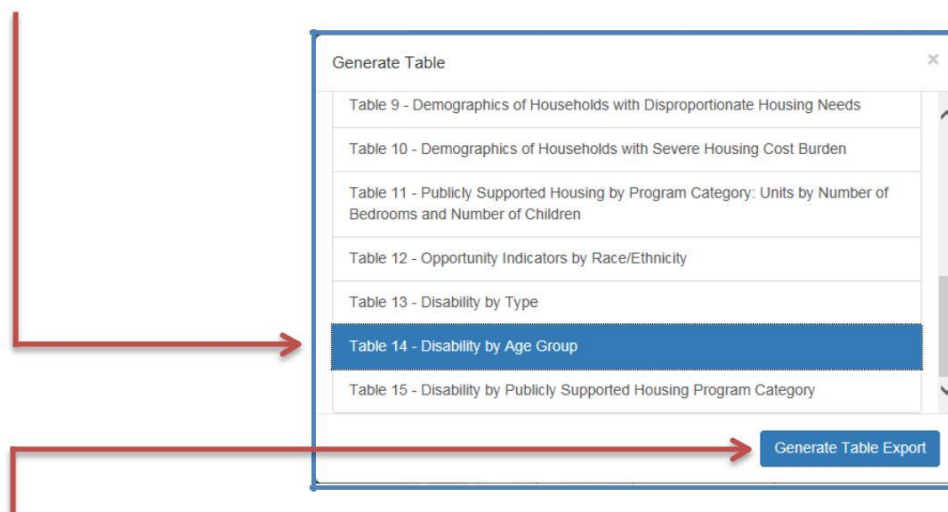 Generate Table
×
Table 9 - Demographics of Households with Disproportionate Housing Needs
Table 10 - Demographics of Households with Severe Housing Cost Burden
Table 11 - Publicly Supported Housing by Program Category: Units by Number of
Bedrooms and Number of Children
Table 12 - Opportunity Indicators by Race/Ethnicity
Table 13 - Disability by Type
Table 14 - Disability by Age Group
Table 15 - Disability by Publicly Supported Housing Program Category
Generate Table Export